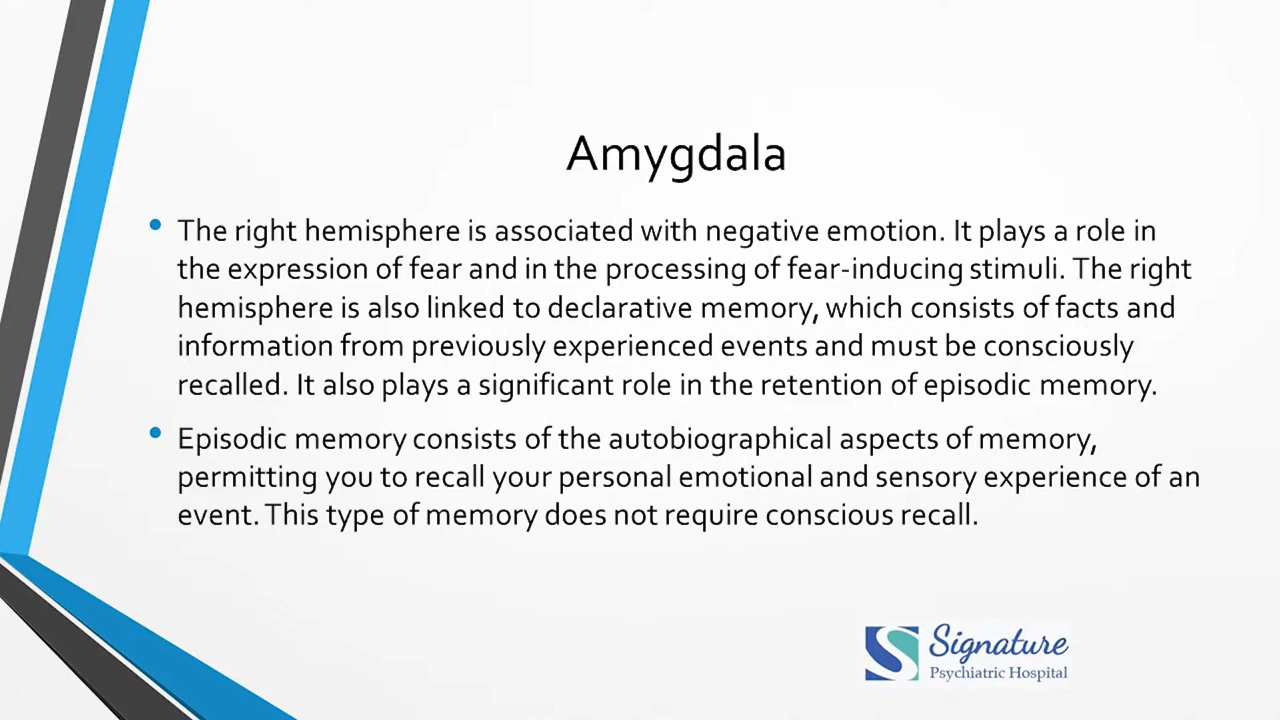 Amygdala
• The right hemisphere is associated with negative emotion. It plays a role in
the expression of fear and in the processing of fear-inducing stimuli. The right
hemisphere is also linked to declarative memory, which consists of facts and
information from previously experienced events and must be consciously
recalled. It also plays a significant role in the retention of episodic memory.
• Episodic memory consists of the autobiographical aspects of memory,
permitting you to recall your personal emotional and sensory experience of an
event. This type of memory does not require conscious recall.
Signature
Psychiatric Hospital